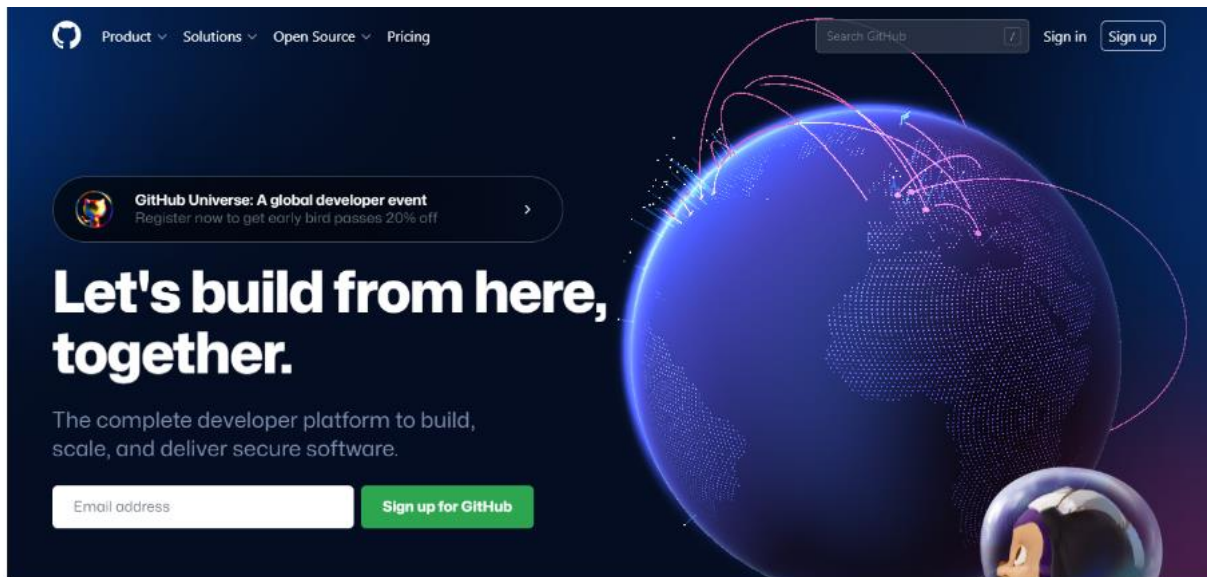 Product
Solutions
Open Source
Pricing
Search GitHub
/
Sign in
Sign up
GitHub Universe: A global developer event
Register now to get early bird passes 20% off
Let's build from here,
together.
The complete developer platform to build,
scale, and deliver secure software.
Email address
Sign up for GitHub